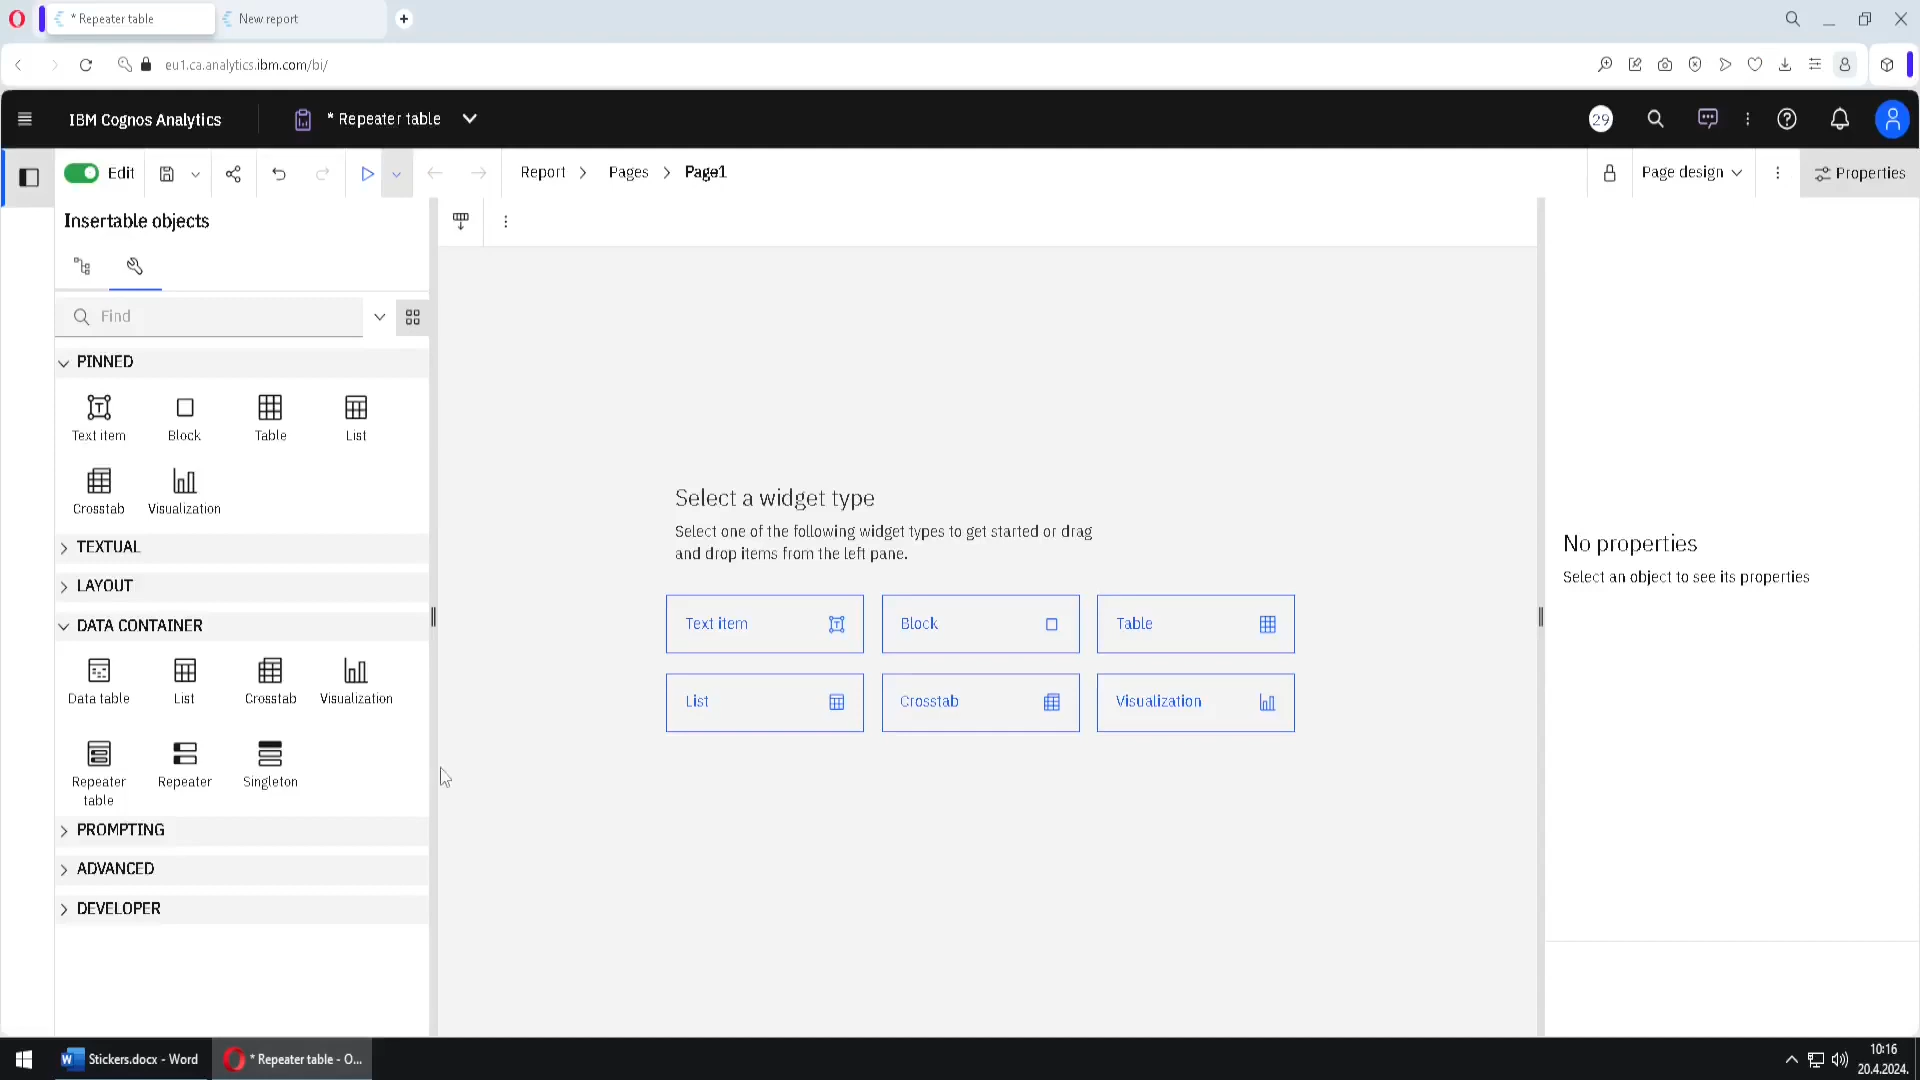 * Repeater table
New report
eu1.ca.analytics.ibm.com/bi/
IBM Cognos Analytics
* Repeater table
29
Edit
Report
Pages
Page1
Page design
Properties
Insertable objects
Find
PINNED
Text item
Block
Table
List
Crosstab
Visualization
TEXTUAL
LAYOUT
DATA CONTAINER
Data table
List
Crosstab
Visualization
Repeater
table
Repeater
Singleton
PROMPTING
ADVANCED
DEVELOPER
Select a widget type
Select one of the following widget types to get started or drag
and drop items from the left pane.
Text item
Block
Table
List
Crosstab
Visualization
No properties
Select an object to see its properties
Stickers.docx - Word
* Repeater table - O...
10:16
20.4.2024.